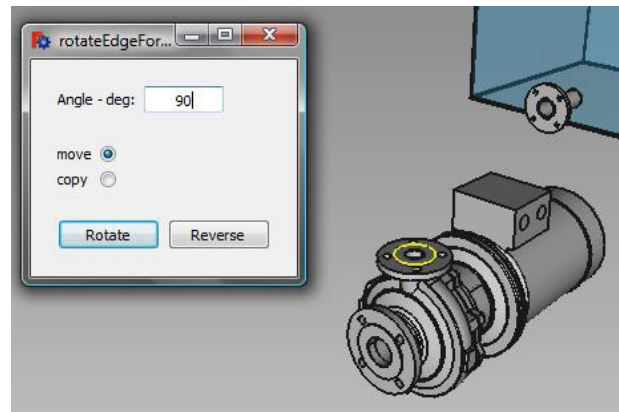 rotateEdgeFor...
Angle - deg: 90
move
copy
Rotate Reverse